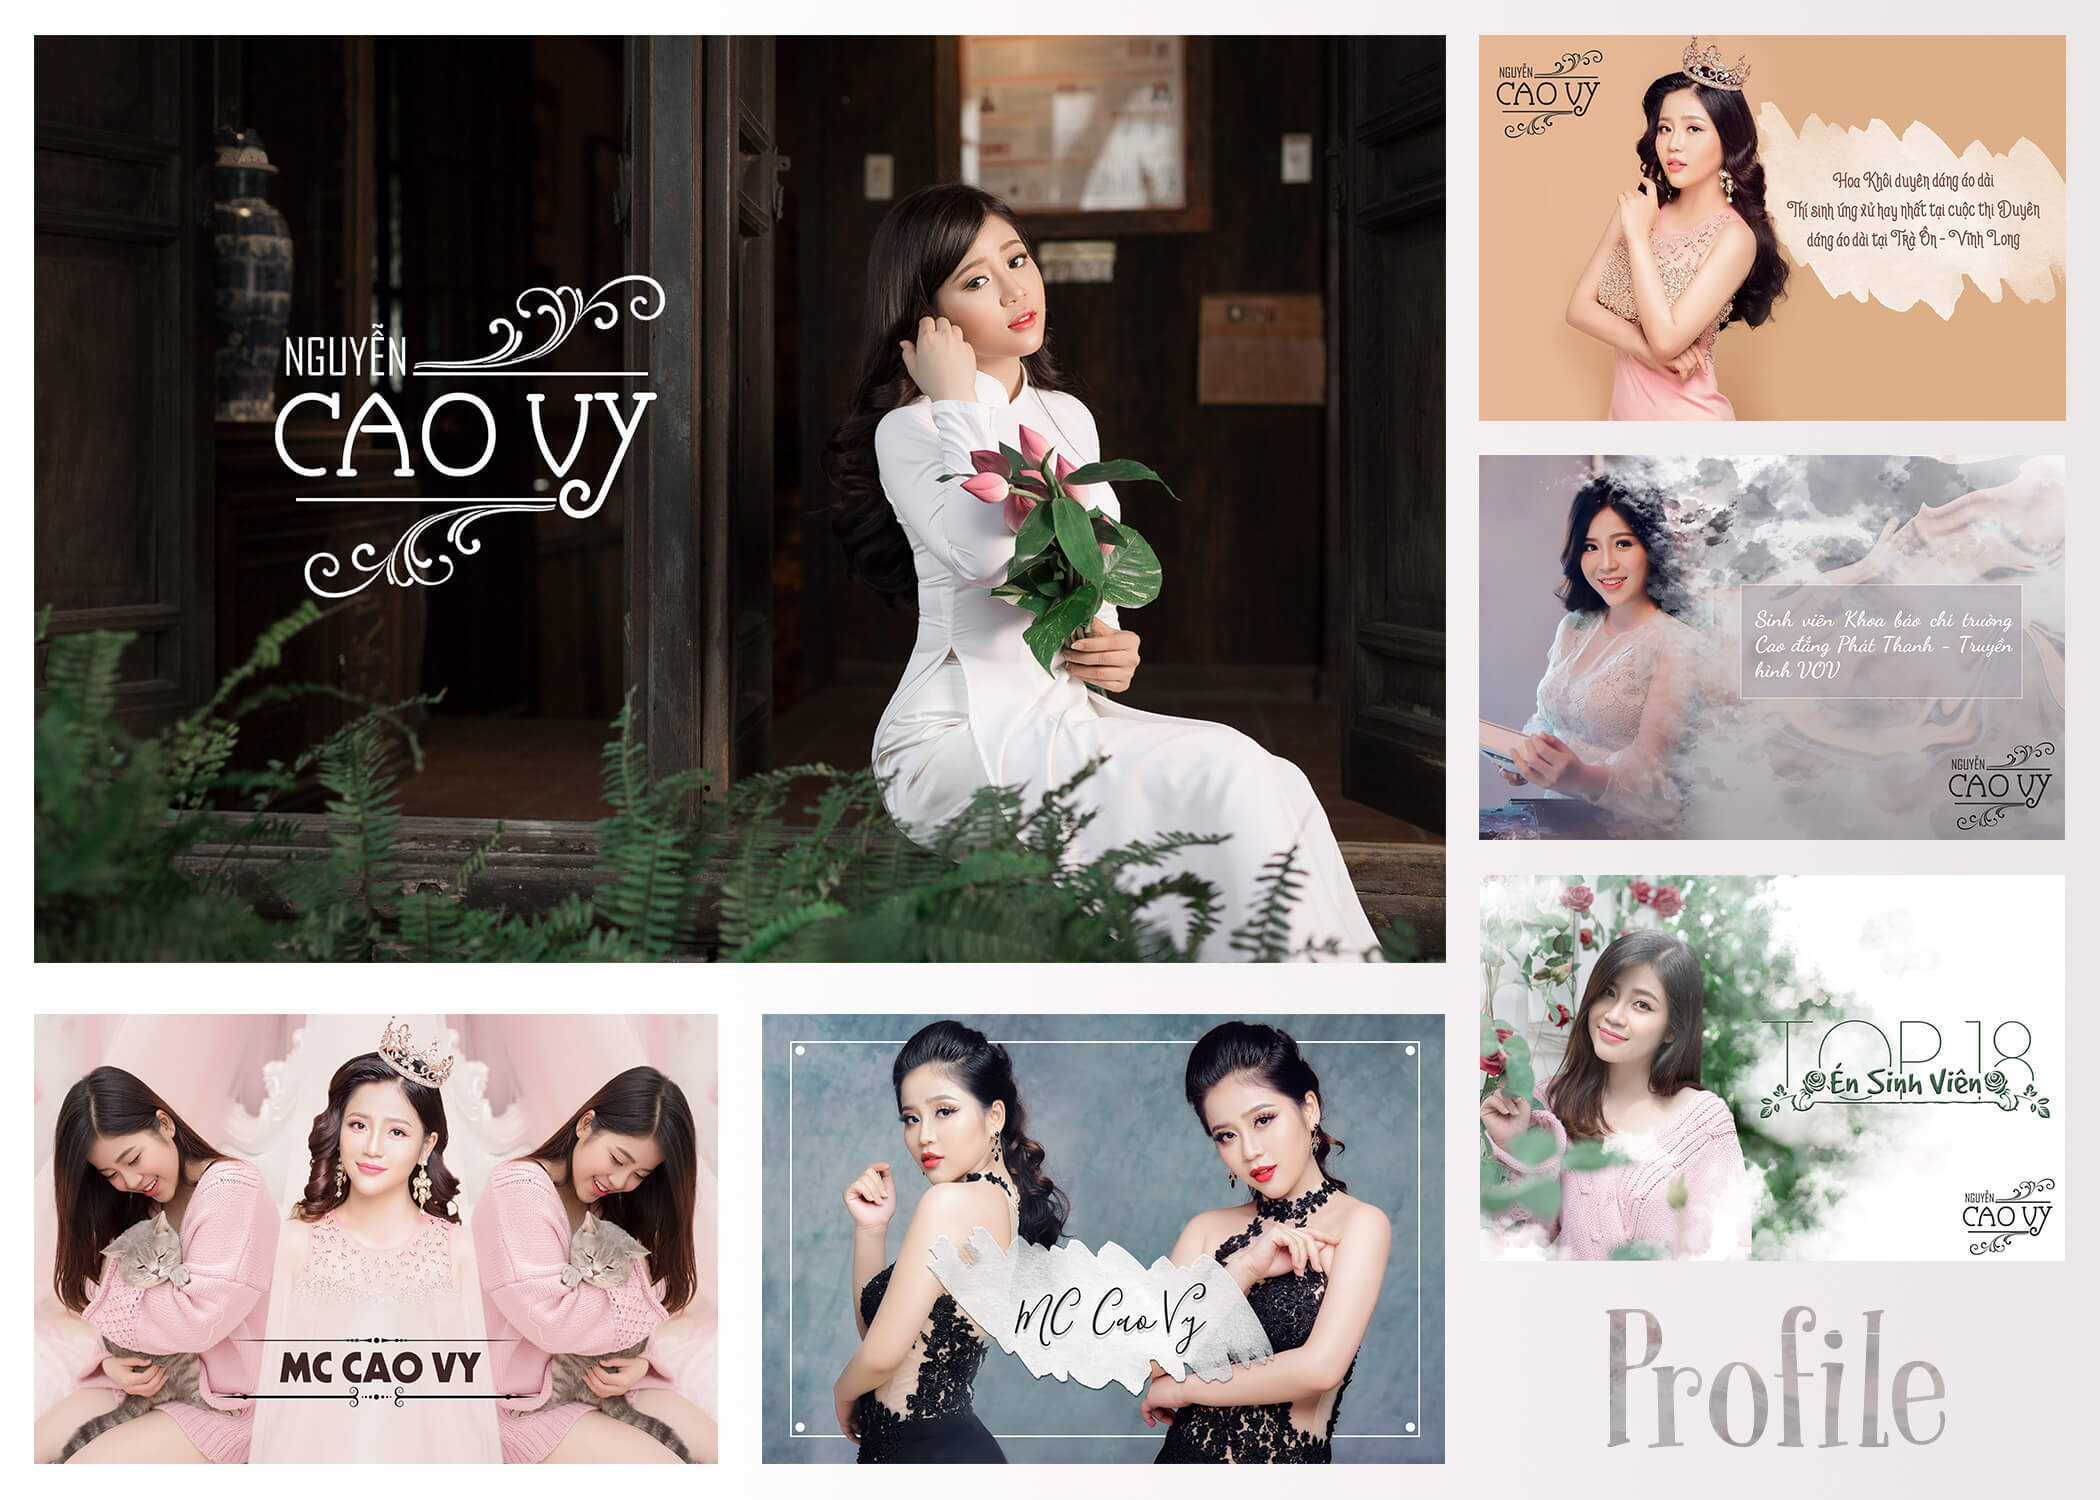 NGUYỄN
CAO VY
NGUYỄN
CAO VY
Hoa Khôi duyên dáng áo dài
Thí sinh ứng xử hay nhất tại cuộc thi Duyên
dáng áo dài tại Trà Ôn - Vĩnh Long
Sinh viên Khoa báo chí trường
Cao đẳng Phát Thanh - Truyền
hình VOV
NGUYỄN
CAO VY
TOP 18
Én Sinh Viên
NGUYỄN
CAO VY
MC CAO VY
MC Cao Vy
Profile